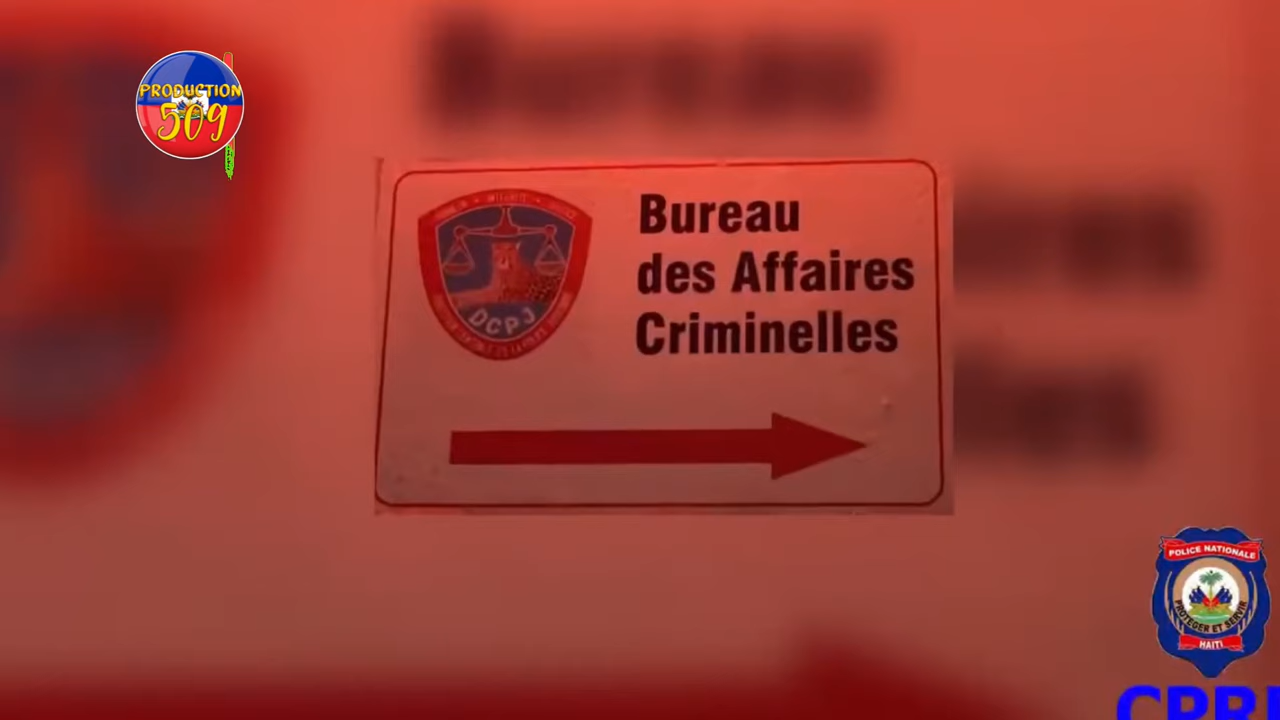 PRODUCTION
509
Bureau
des Affaires
Criminelles
DCPJ
POLICE NATIONALE
PROTEGER ET SERVIR
HAITI